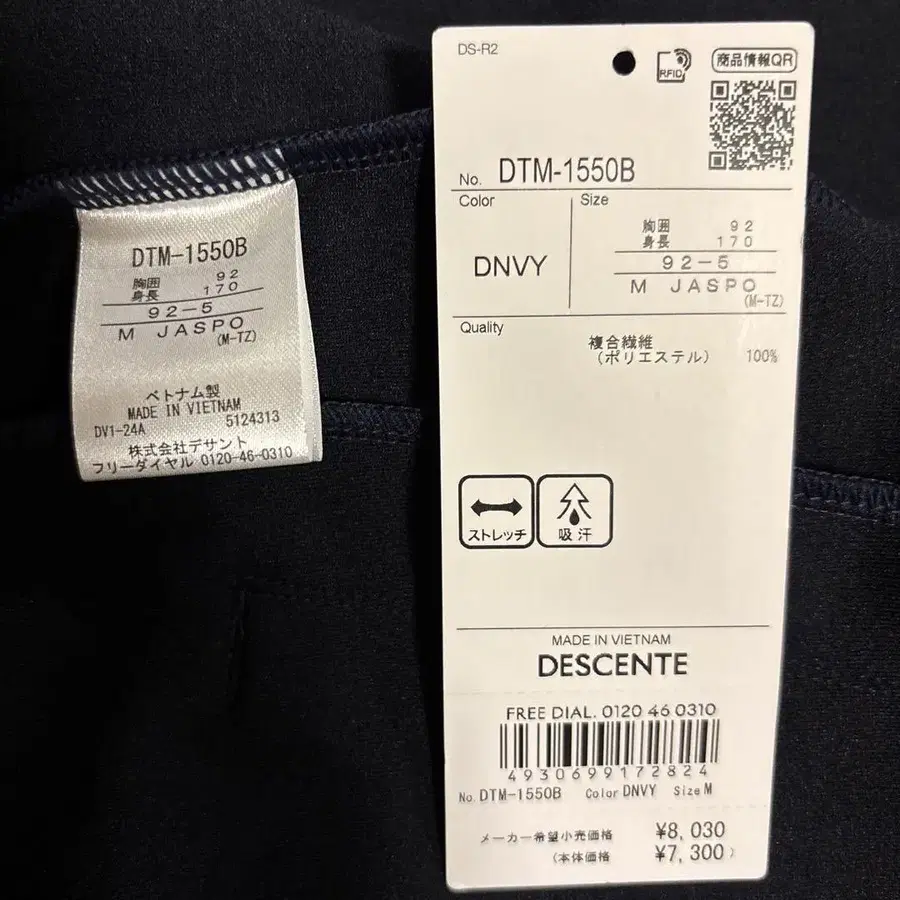 DTM-1550B
胸囲 92
身長 170
92-5
M JASPO
(M-TZ)
ベトナム製
MADE IN VIETNAM
DV1-24A 5124313
株式会社デサント
フリーダイヤル 0120-46-0310
DS-R2
RFID
商品情報QR
No. DTM-1550B
Color
DNVY
Size
胸囲 92
身長 170
92-5
M JASPO
(M-TZ)
Quality
複合繊維
(ポリエステル) 100%
ストレッチ
吸汗
MADE IN VIETNAM
DESCENTE
FREE DIAL. 0120 46 0310
4930699172824
No. DTM-1550B Color DNVY Size M
メーカー希望小売価格 ¥8,030
(本体価格 ¥7,300)